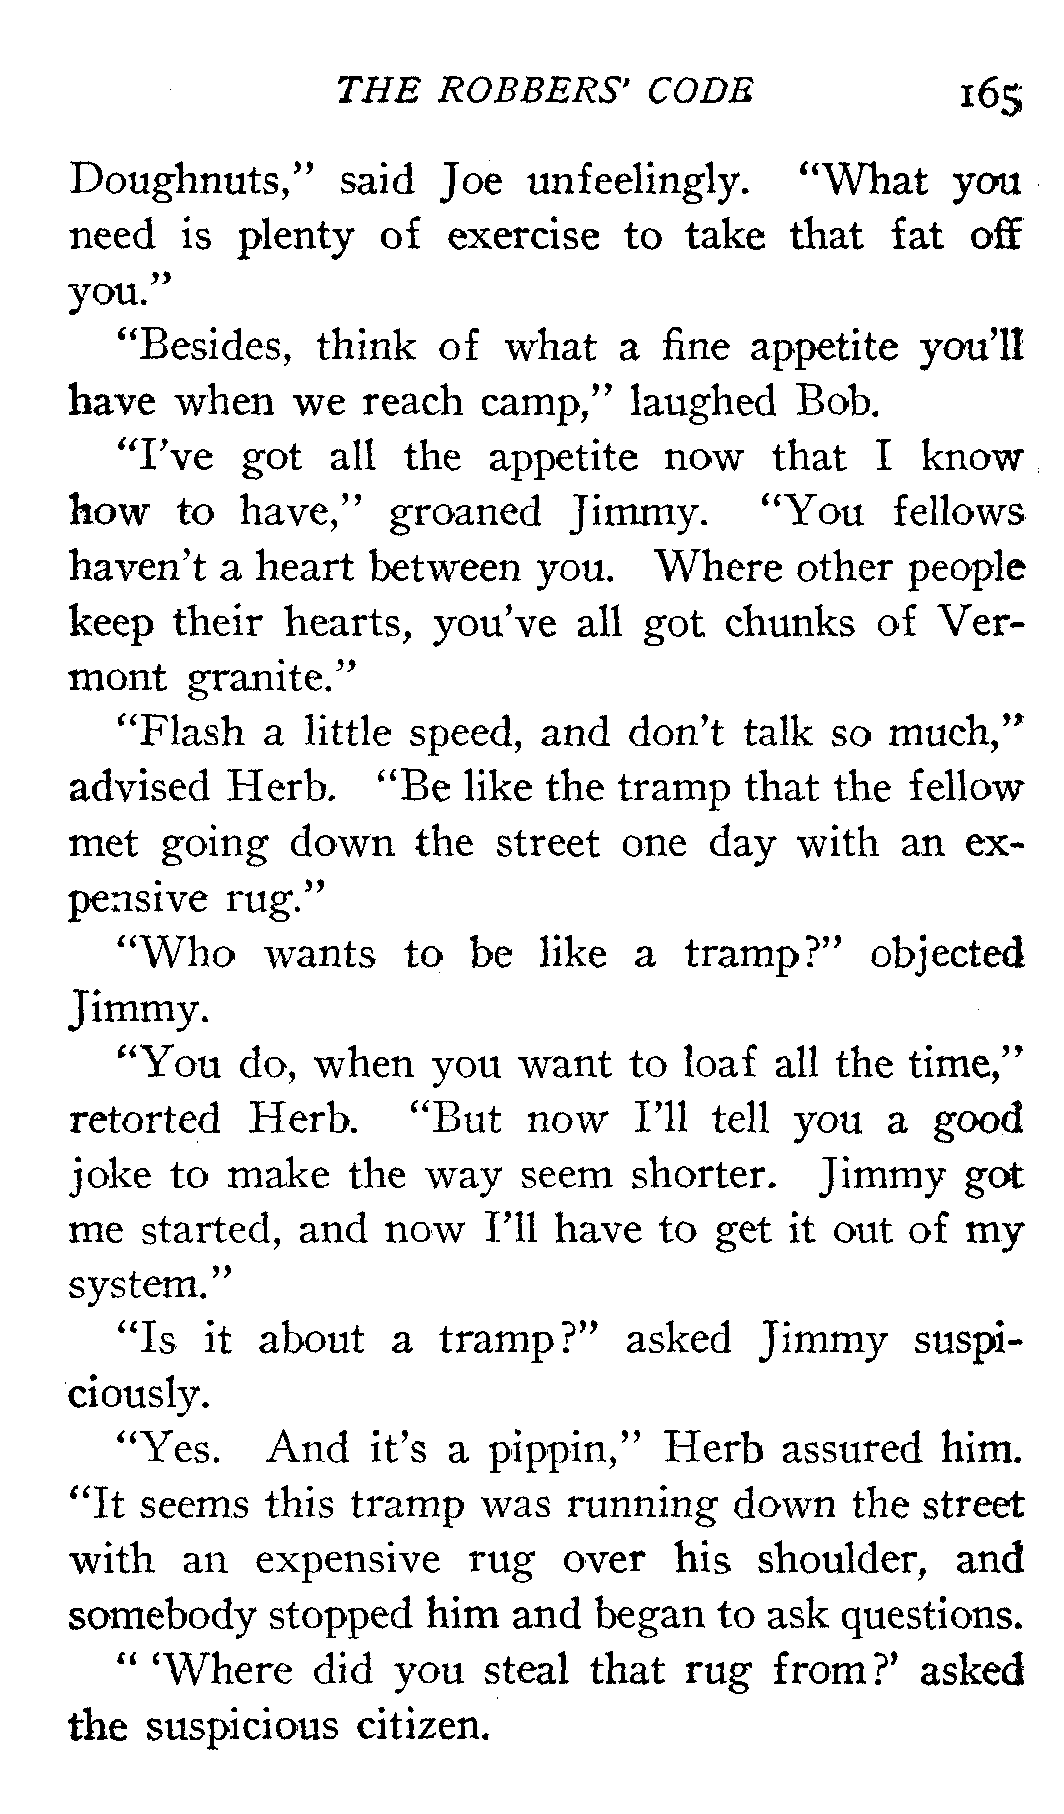 THE ROBBERS' CODE 165
Doughnuts," said Joe unfeelingly. "What you
need is plenty of exercise to take that fat off
you."
"Besides, think of what a fine appetite you'll
have when we reach camp," laughed Bob.
"I've got all the appetite now that I know
how to have," groaned Jimmy. "You fellows
haven't a heart between you. Where other people
keep their hearts, you've all got chunks of Ver-
mont granite."
"Flash a little speed, and don't talk so much,"
advised Herb. "Be like the tramp that the fellow
met going down the street one day with an ex-
pensive rug."
"Who wants to be like a tramp?" objected
Jimmy.
"You do, when you want to loaf all the time,"
retorted Herb. "But now I'll tell you a good
joke to make the way seem shorter. Jimmy got
me started, and now I'll have to get it out of my
system."
"Is it about a tramp?" asked Jimmy suspi-
ciously.
"Yes. And it's a pippin," Herb assured him.
"It seems this tramp was running down the street
with an expensive rug over his shoulder, and
somebody stopped him and began to ask questions.
" 'Where did you steal that rug from?' asked
the suspicious citizen.